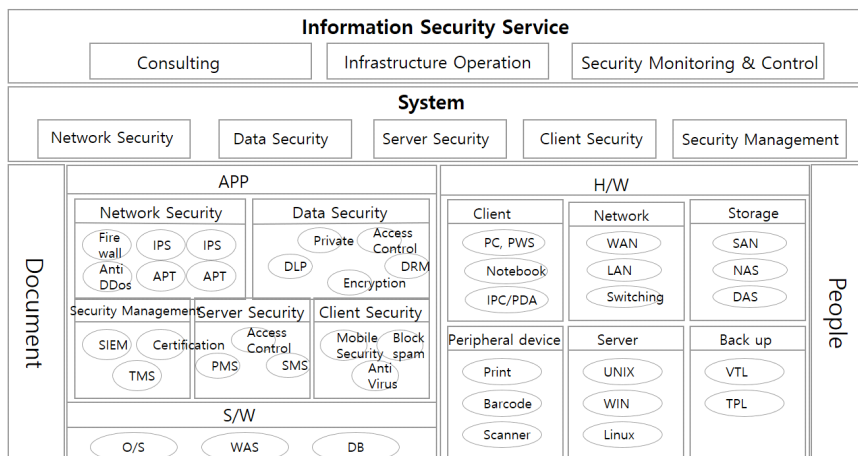 Information Security Service
Consulting
Infrastructure Operation
Security Monitoring & Control
System
Network Security
Data Security
Server Security
Client Security
Security Management
Document
APP
Network Security
Fire
wall
IPS
IPS
Anti
DDos
APT
APT
Data Security
Private
Access
Control
DLP
DRM
Encryption
Security Management
SIEM
Certification
TMS
Server Security
Access
Control
PMS
SMS
Client Security
Mobile
Security
Block
spam
Anti
Virus
S/W
O/S
WAS
DB
H/W
Client
PC, PWS
Notebook
IPC/PDA
Network
WAN
LAN
Switching
Storage
SAN
NAS
DAS
Peripheral device
Print
Barcode
Scanner
Server
UNIX
WIN
Linux
Back up
VTL
TPL
People